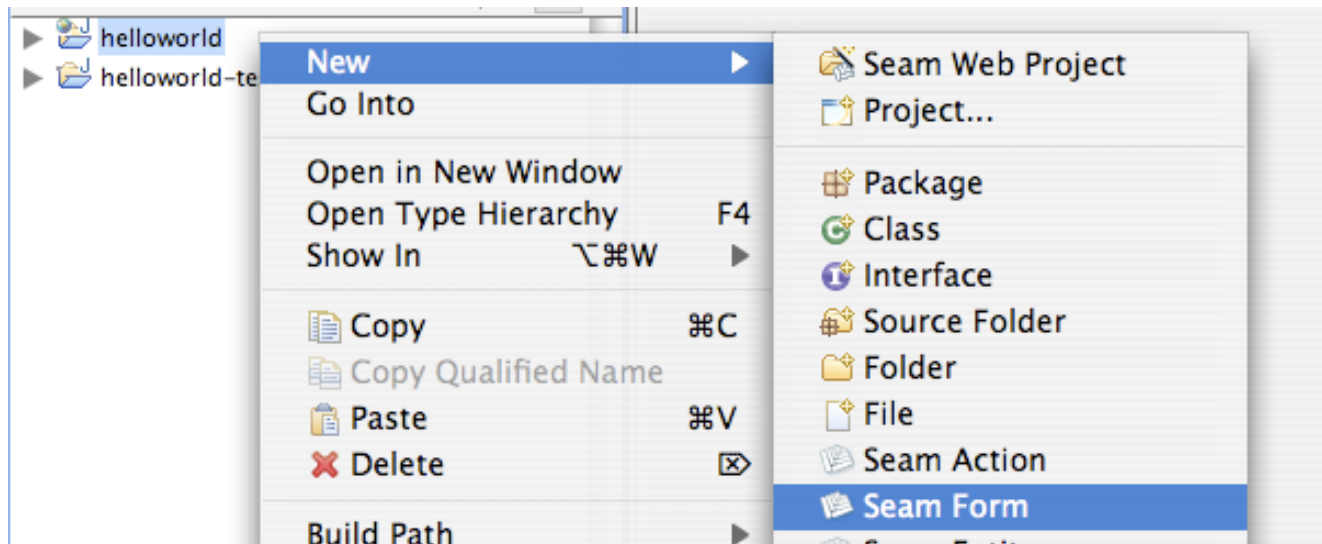 helloworld
helloworld-te
New
Go Into
Open in New Window
Open Type Hierarchy F4
Show In ⌥⌘W
Copy ⌘C
Copy Qualified Name
Paste ⌘V
Delete ⌦
Build Path
Seam Web Project
Project...
Package
Class
Interface
Source Folder
Folder
File
Seam Action
Seam Form